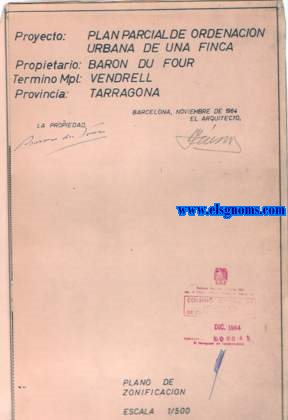 Proyecto: PLAN PARCIAL DE ORDENACION
URBANA DE UNA FINCA
Propietario: BARON DU FOUR
Termino Mpl: VENDRELL
Provincia: TARRAGONA
BARCELONA, NOVIEMBRE DE 1964
LA PROPIEDAD, EL ARQUITECTO,
www.elsgnoms.com
DIC. 1964
PLANO DE
ZONIFICACION
ESCALA 1/500